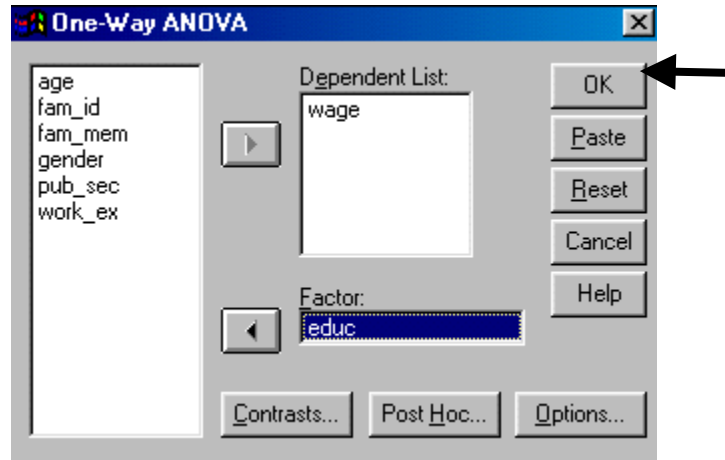 One-Way ANOVA
age
fam_id
fam_mem
gender
pub_sec
work_ex
Dependent List:
wage
Factor:
educ
OK
Paste
Reset
Cancel
Help
Contrasts...
Post Hoc...
Options...